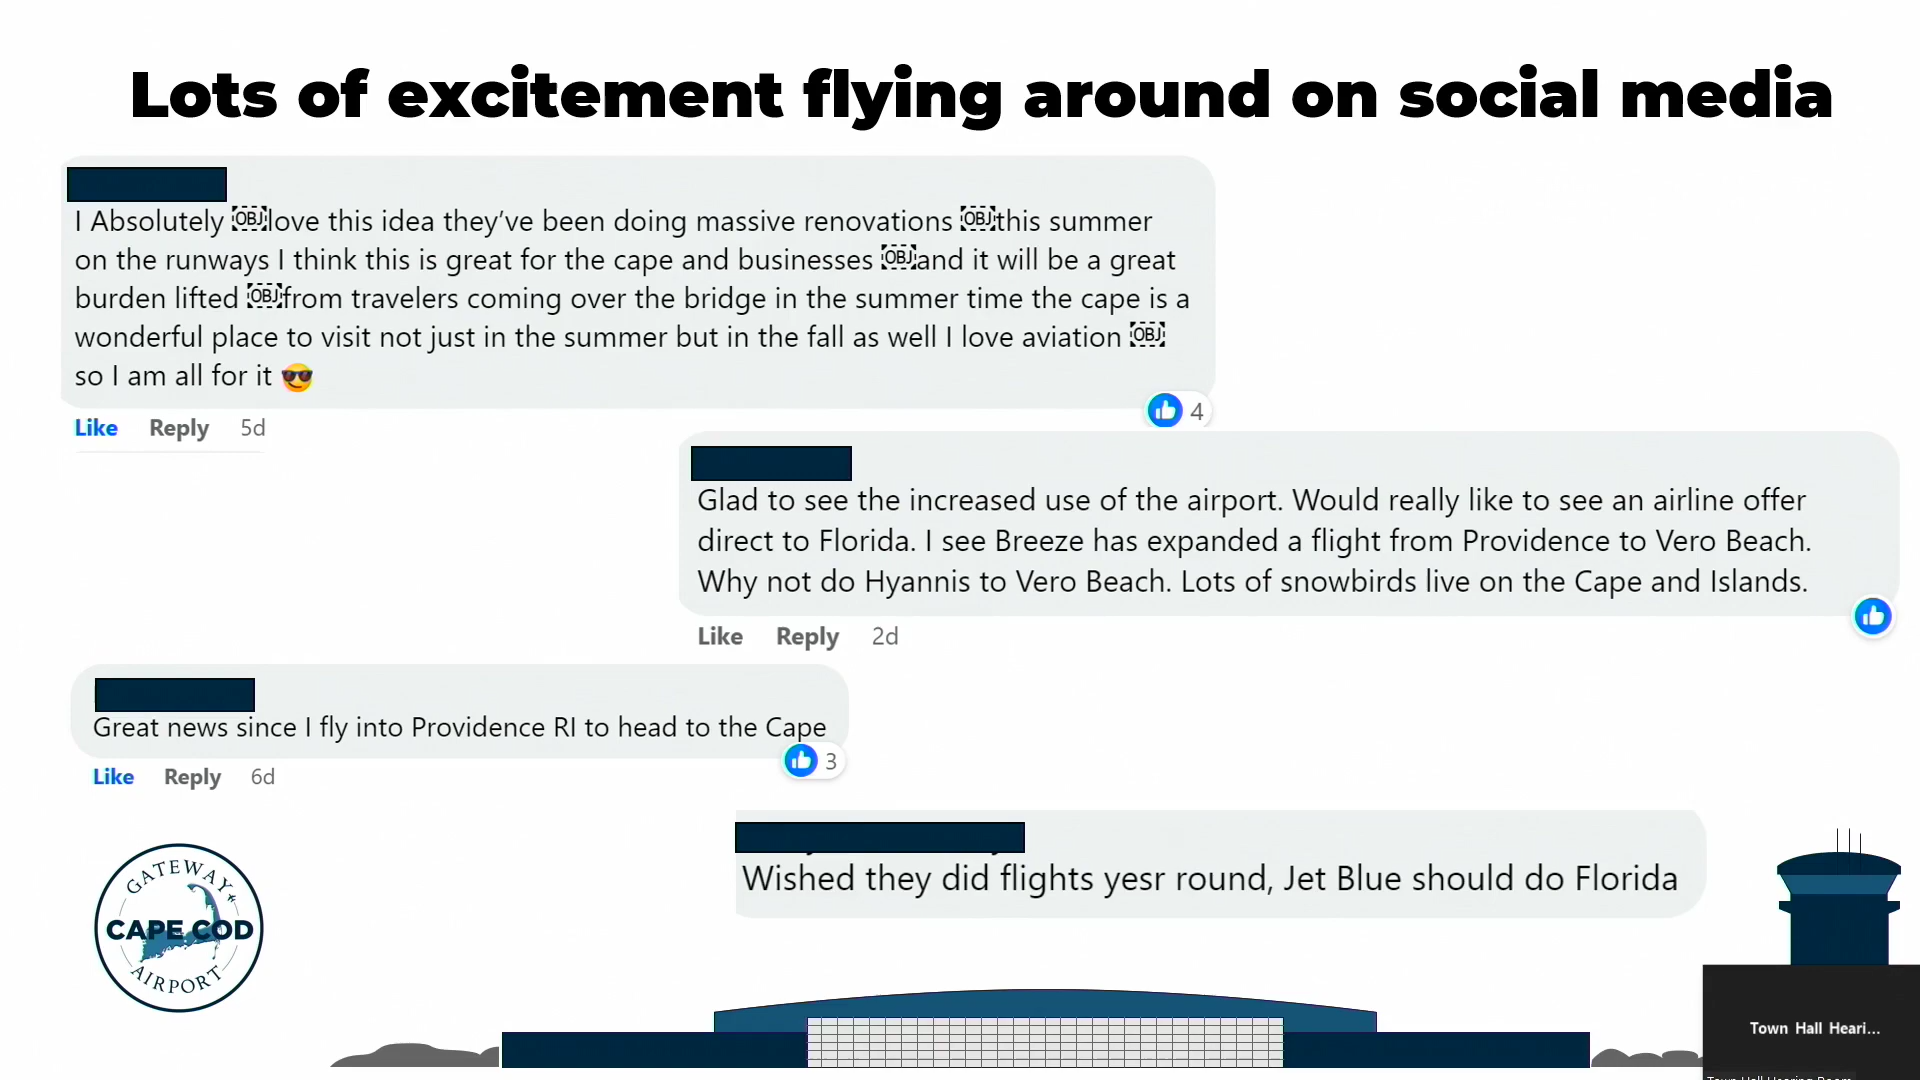 Lots of excitement flying around on social media
I Absolutely ￼love this idea they’ve been doing massive renovations ￼this summer
on the runways I think this is great for the cape and businesses ￼and it will be a great
burden lifted ￼from travelers coming over the bridge in the summer time the cape is a
wonderful place to visit not just in the summer but in the fall as well I love aviation ￼
so I am all for it 😎
4
Like Reply 5d
Glad to see the increased use of the airport. Would really like to see an airline offer
direct to Florida. I see Breeze has expanded a flight from Providence to Vero Beach.
Why not do Hyannis to Vero Beach. Lots of snowbirds live on the Cape and Islands.
Like Reply 2d
Great news since I fly into Providence RI to head to the Cape
3
Like Reply 6d
Wished they did flights yesr round, Jet Blue should do Florida
GATEWAY
CAPE COD
AIRPORT
Town Hall Heari...
Town Hall Hearing Room